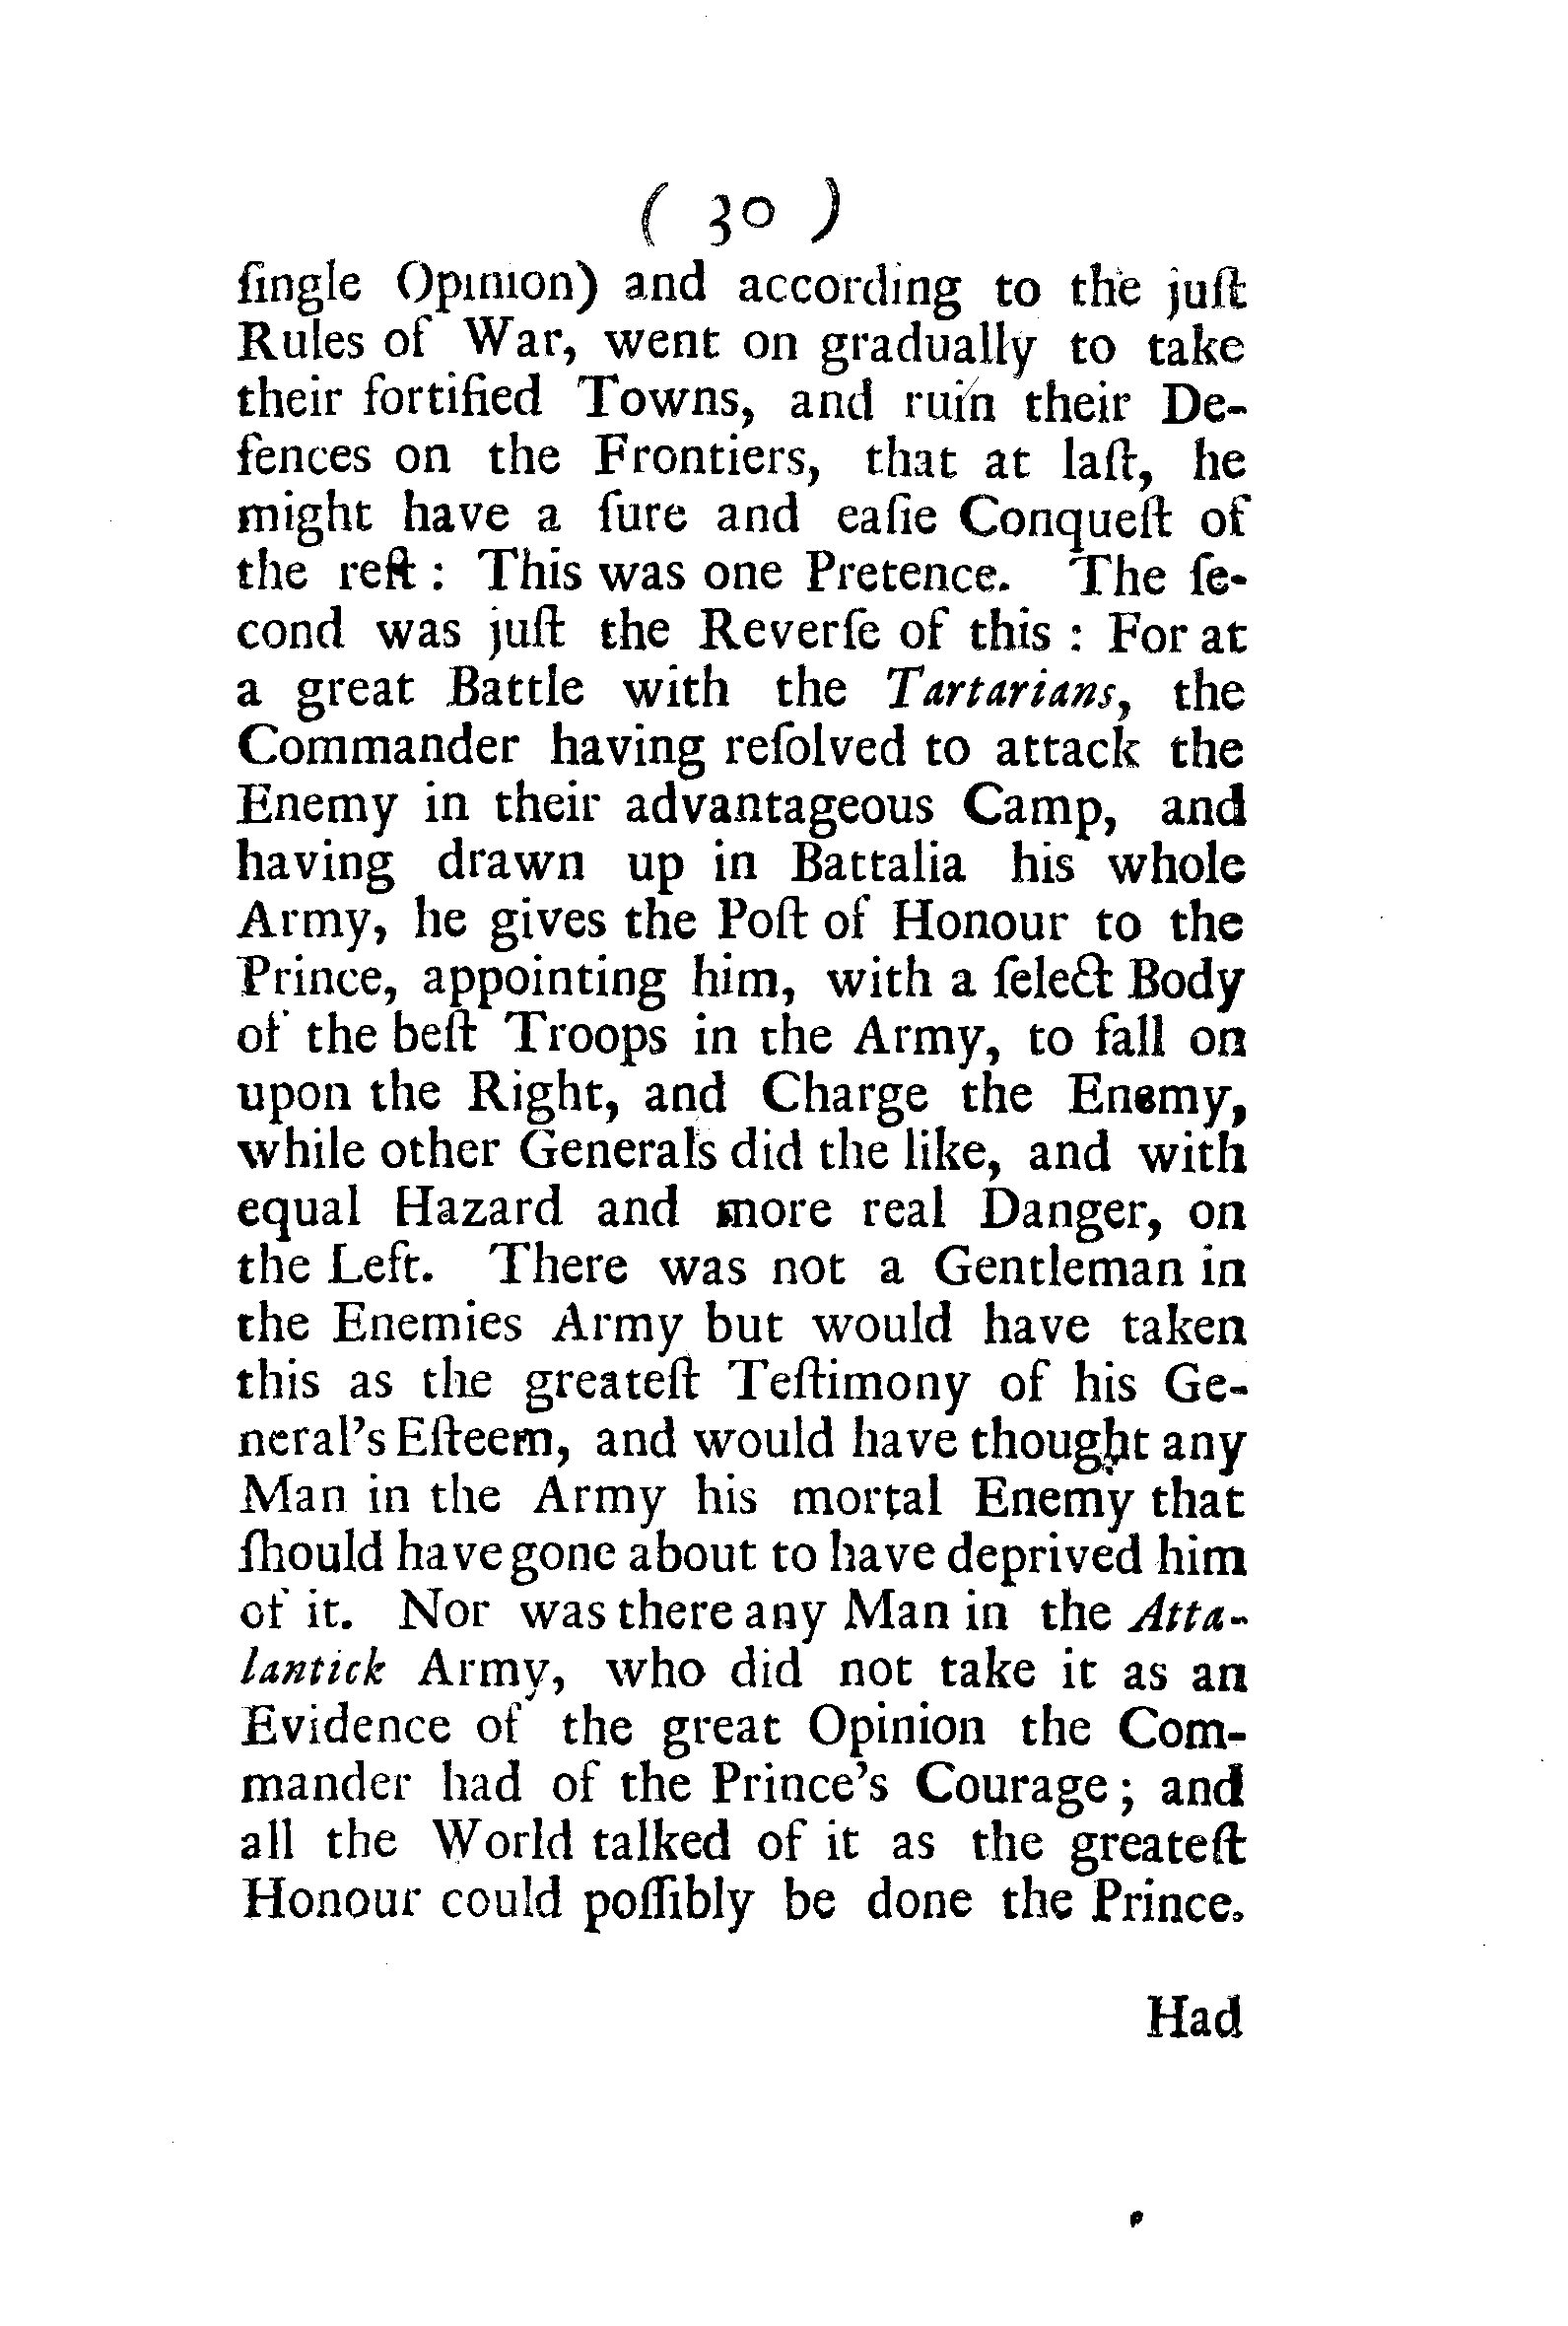 ( 30 )
ſingle Opinion) and according to the juſt
Rules of War, went on gradually to take
their fortified Towns, and ruin their De-
fences on the Frontiers, that at laſt, he
might have a ſure and eaſie Conqueſt of
the reſt : This was one Pretence. The ſe-
cond was juſt the Reverſe of this : For at
a great Battle with the Tartarians, the
Commander having reſolved to attack the
Enemy in their advantageous Camp, and
having drawn up in Battalia his whole
Army, he gives the Poſt of Honour to the
Prince, appointing him, with a ſelect Body
of the beſt Troops in the Army, to fall on
upon the Right, and Charge the Enemy,
while other Generals did the like, and with
equal Hazard and more real Danger, on
the Left. There was not a Gentleman in
the Enemies Army but would have taken
this as the greateſt Teſtimony of his Ge-
neral's Eſteem, and would have thought any
Man in the Army his mortal Enemy that
ſhould have gone about to have deprived him
of it. Nor was there any Man in the Atta-
lantick Army, who did not take it as an
Evidence of the great Opinion the Com-
mander had of the Prince's Courage ; and
all the World talked of it as the greateſt
Honour could poſſibly be done the Prince.
Had